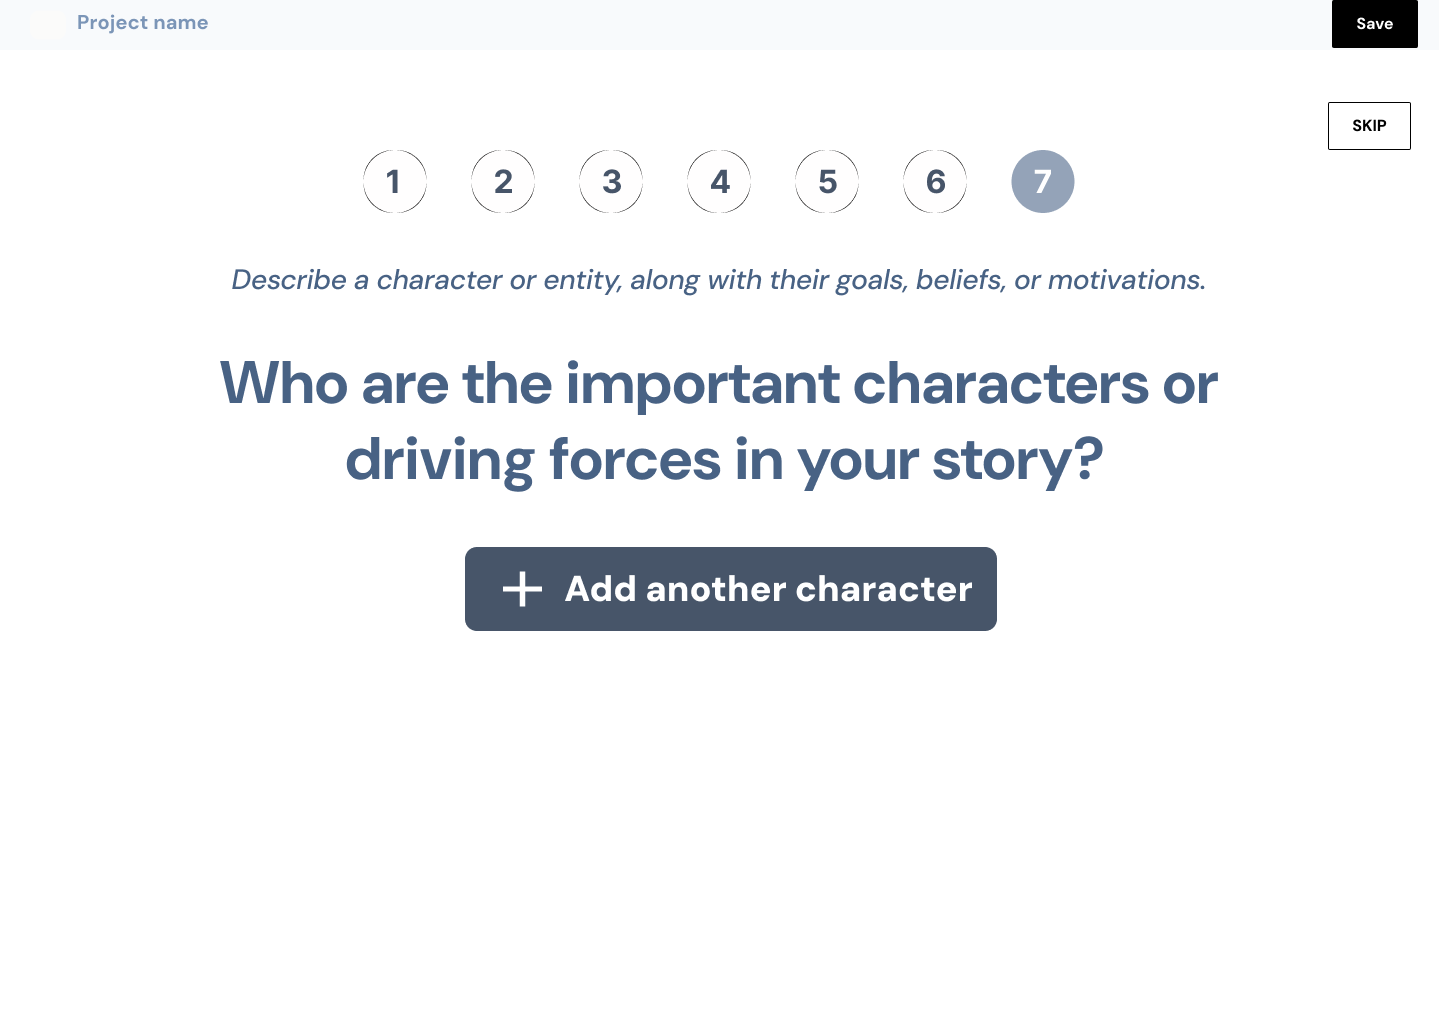 Project name
Save
SKIP
1 2 3 4 5 6 7
Describe a character or entity, along with their goals, beliefs, or motivations.
Who are the important characters or
driving forces in your story?
+ Add another character